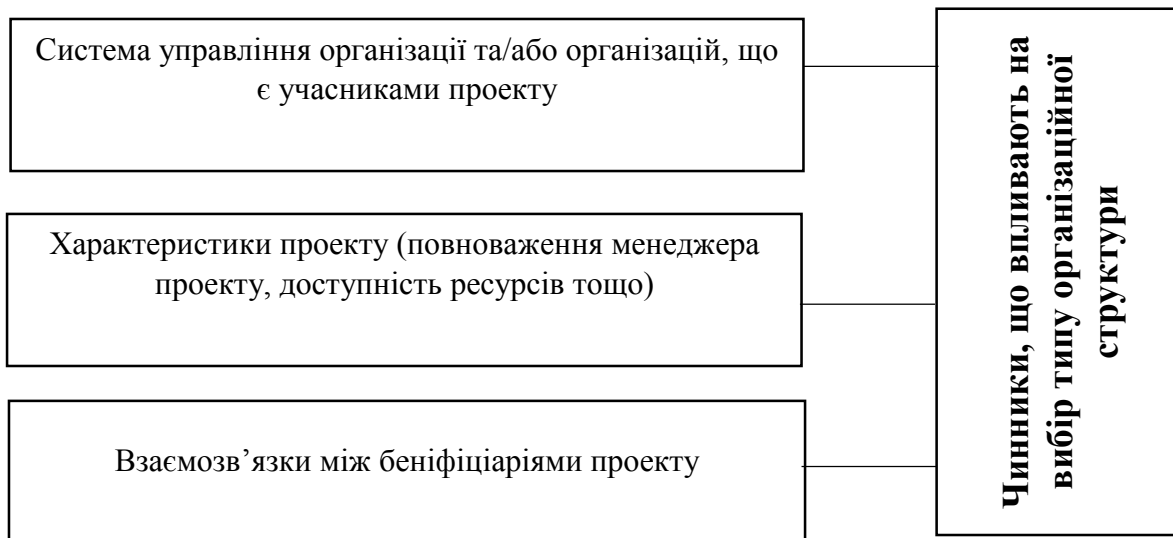 Система управління організації та/або організацій, що
є учасниками проекту
Характеристики проекту (повноваження менеджера
проекту, доступність ресурсів тощо)
Взаємозв’язки між беніфіціаріями проекту
Чинники, що впливають на
вибір типу організаційної
структури